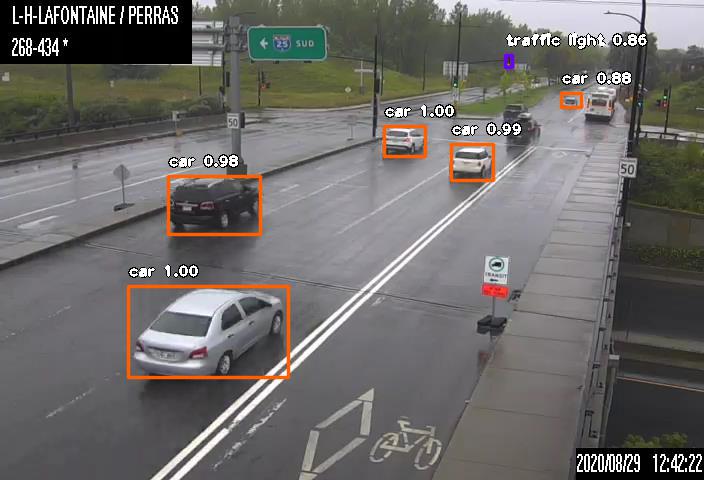 L-H-LAFONTAINE / PERRAS
268-434 *
25 SUD
traffic light 0.86
car 0.88
car 1.00
car 0.99
50
car 0.98
50
TRANSIT
car 1.00
2020/08/29 12:42:22